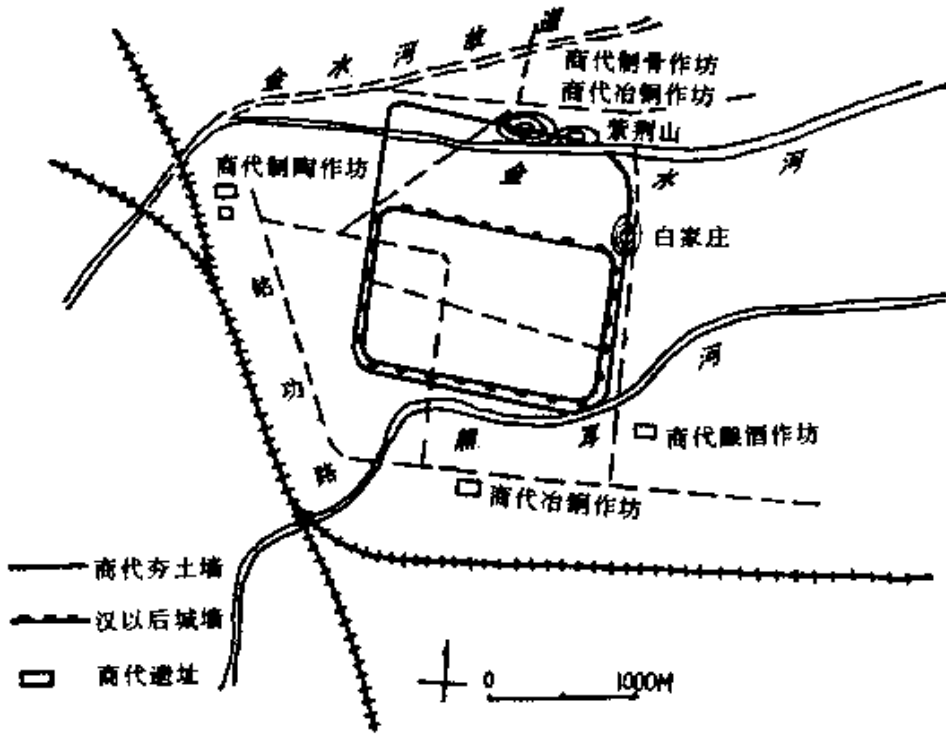 金水河故道
商代制骨作坊
商代冶铜作坊
紫荆山
金水河
商代制陶作坊
白家庄
铭功路
熊耳河
商代酿酒作坊
商代冶铜作坊
商代夯土墙
汉以后城墙
商代遗址
0 1000M